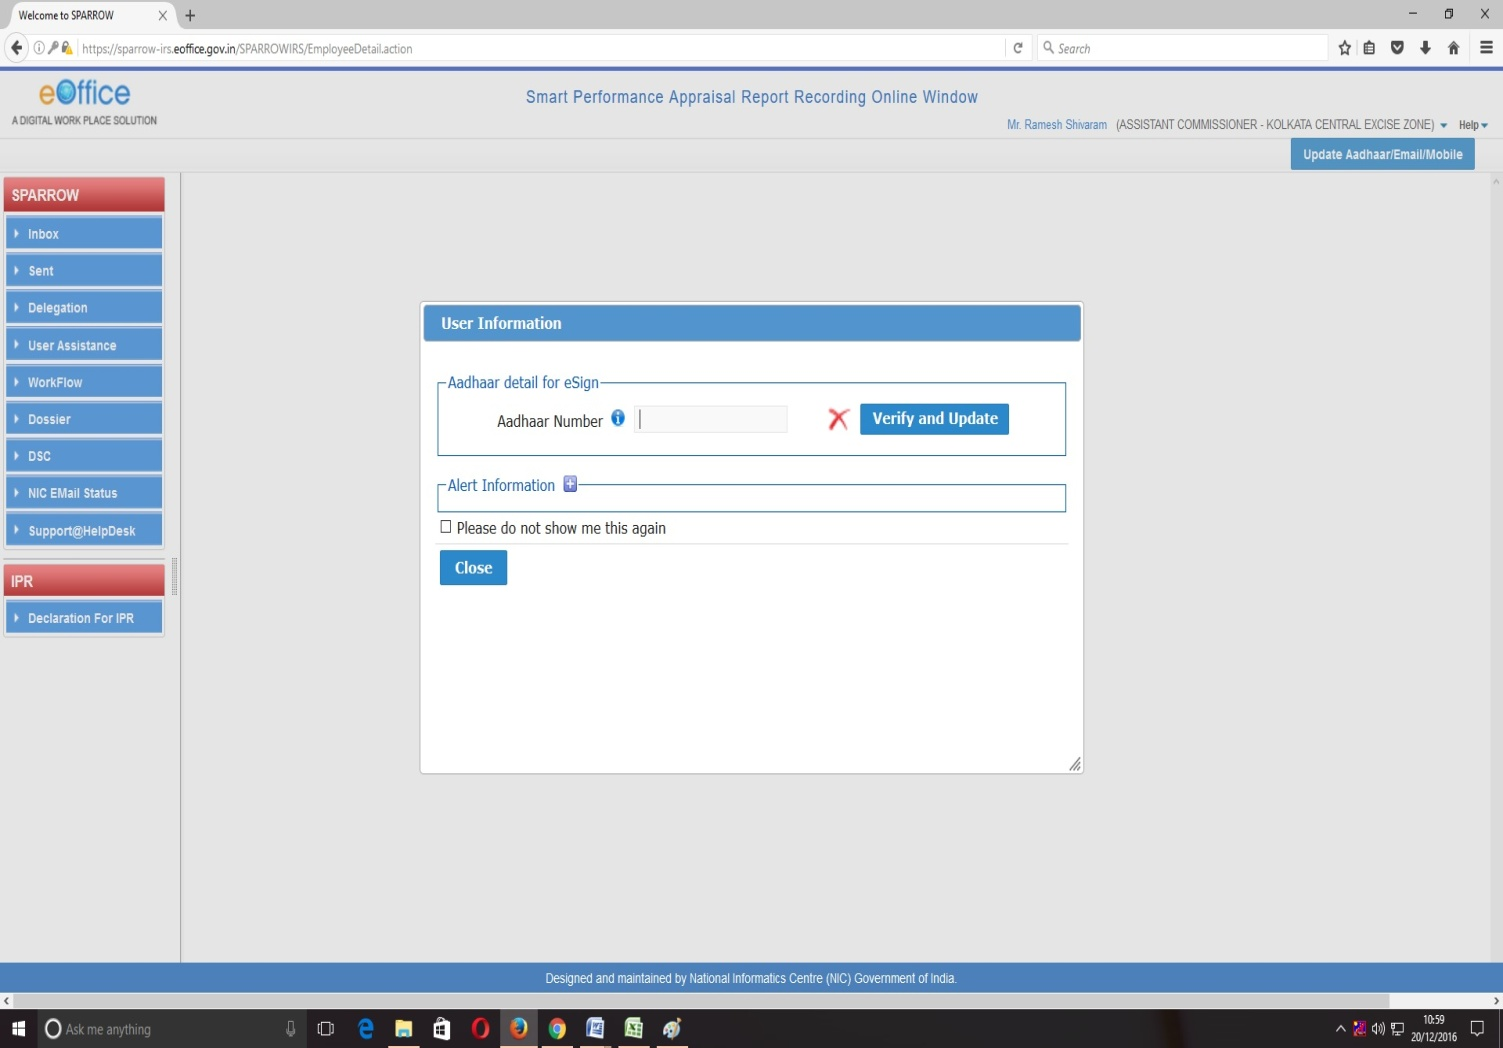 Welcome to SPARROW
https://sparrow-irs.eoffice.gov.in/SPARROWIRS/EmployeeDetail.action
Search
eOffice
A DIGITAL WORK PLACE SOLUTION
Smart Performance Appraisal Report Recording Online Window
Mr. Ramesh Shivaram (ASSISTANT COMMISSIONER - KOLKATA CENTRAL EXCISE ZONE) Help
Update Aadhaar/Email/Mobile
SPARROW
Inbox
Sent
Delegation
User Assistance
WorkFlow
Dossier
DSC
NIC EMail Status
Support@HelpDesk
IPR
Declaration For IPR
User Information
Aadhaar detail for eSign
Aadhaar Number
Verify and Update
Alert Information
Please do not show me this again
Close
Designed and maintained by National Informatics Centre (NIC) Government of India.
Ask me anything
10:59
20/12/2016